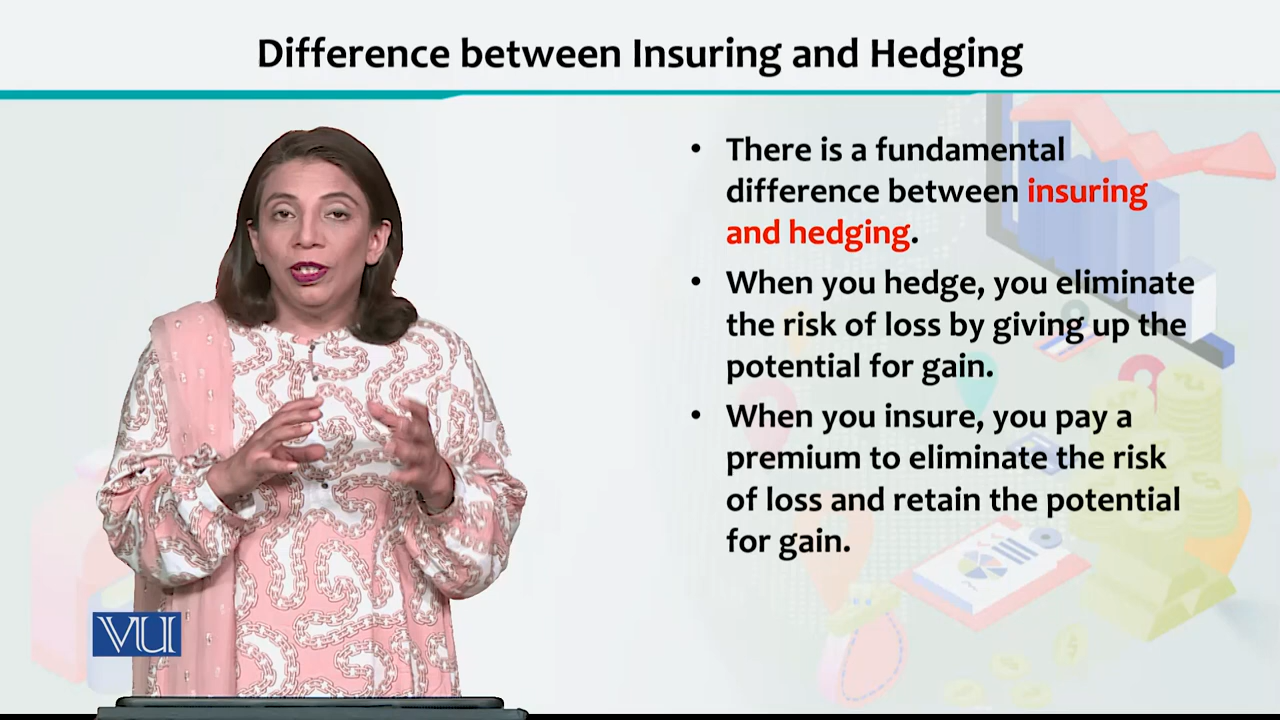 Difference between Insuring and Hedging
• There is a fundamental
difference between insuring
and hedging.
• When you hedge, you eliminate
the risk of loss by giving up the
potential for gain.
• When you insure, you pay a
premium to eliminate the risk
of loss and retain the potential
for gain.
VU